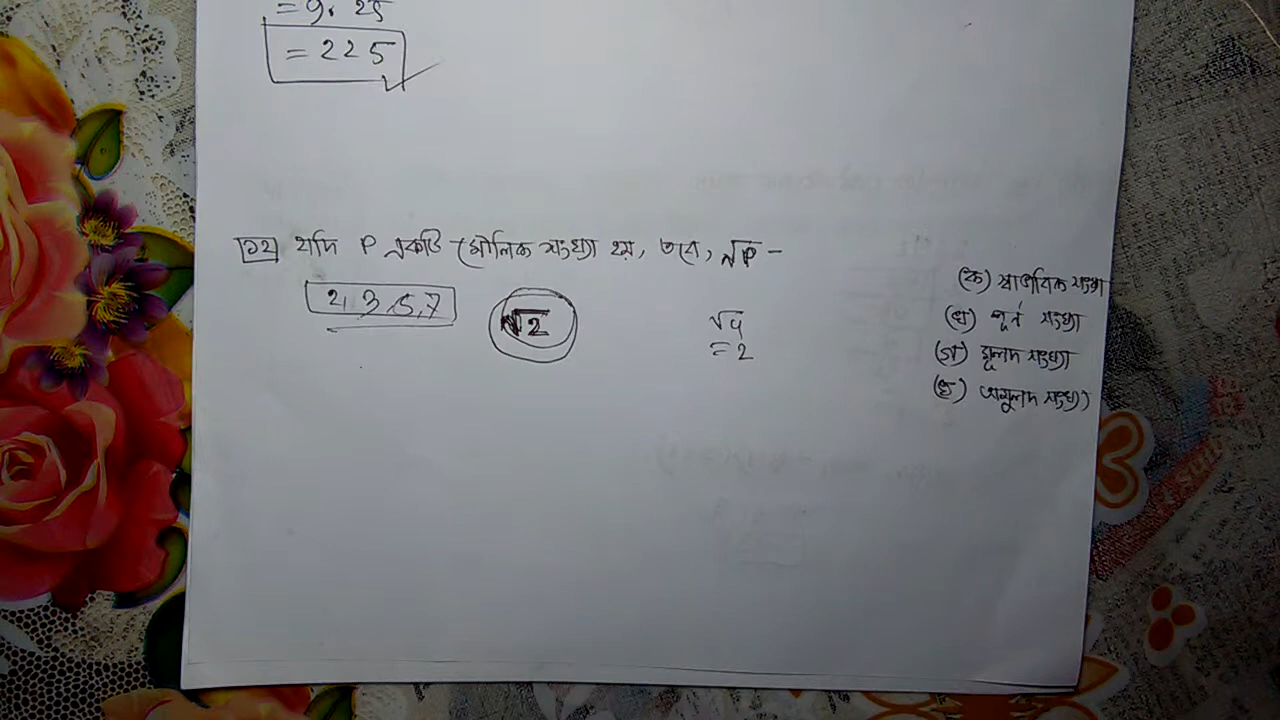 = 9. 25
= 225
১২ যদি P একটি মৌলিক সংখ্যা হয়, তবে, √P -
2, 3, 5, 7
√2
√4
= 2
(ক) স্বাভাবিক সংখ্যা
(খ) পূর্ণ সংখ্যা
(গ) মূলদ সংখ্যা
(ঘ) অমূলদ সংখ্যা